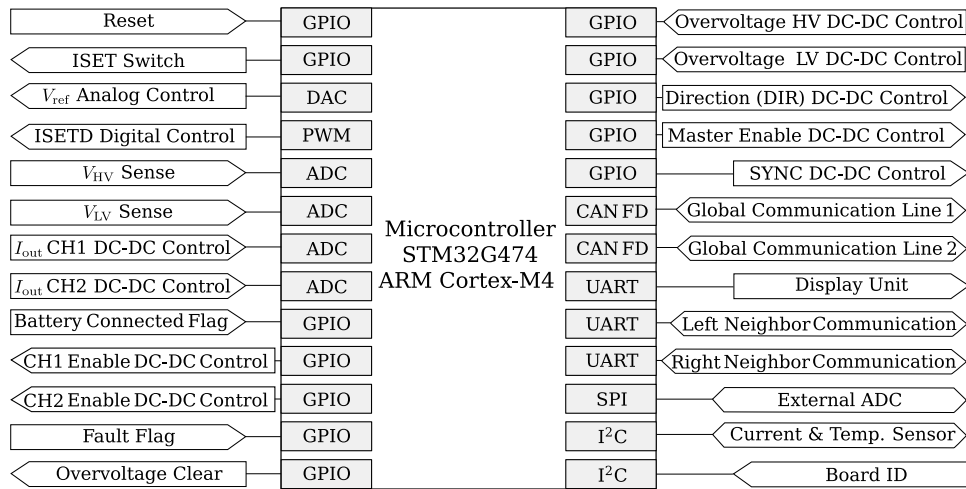 Reset GPIO GPIO Overvoltage HV DC-DC Control
ISET Switch GPIO GPIO Overvoltage LV DC-DC Control
V_ref Analog Control DAC GPIO Direction (DIR) DC-DC Control
ISETD Digital Control PWM GPIO Master Enable DC-DC Control
V_HV Sense ADC GPIO SYNC DC-DC Control
V_LV Sense ADC CAN FD Global Communication Line 1
Microcontroller
I_out CH1 DC-DC Control ADC STM32G474 CAN FD Global Communication Line 2
I_out CH2 DC-DC Control ADC ARM Cortex-M4 UART Display Unit
Battery Connected Flag GPIO UART Left Neighbor Communication
CH1 Enable DC-DC Control GPIO UART Right Neighbor Communication
CH2 Enable DC-DC Control GPIO SPI External ADC
Fault Flag GPIO I²C Current & Temp. Sensor
Overvoltage Clear GPIO I²C Board ID